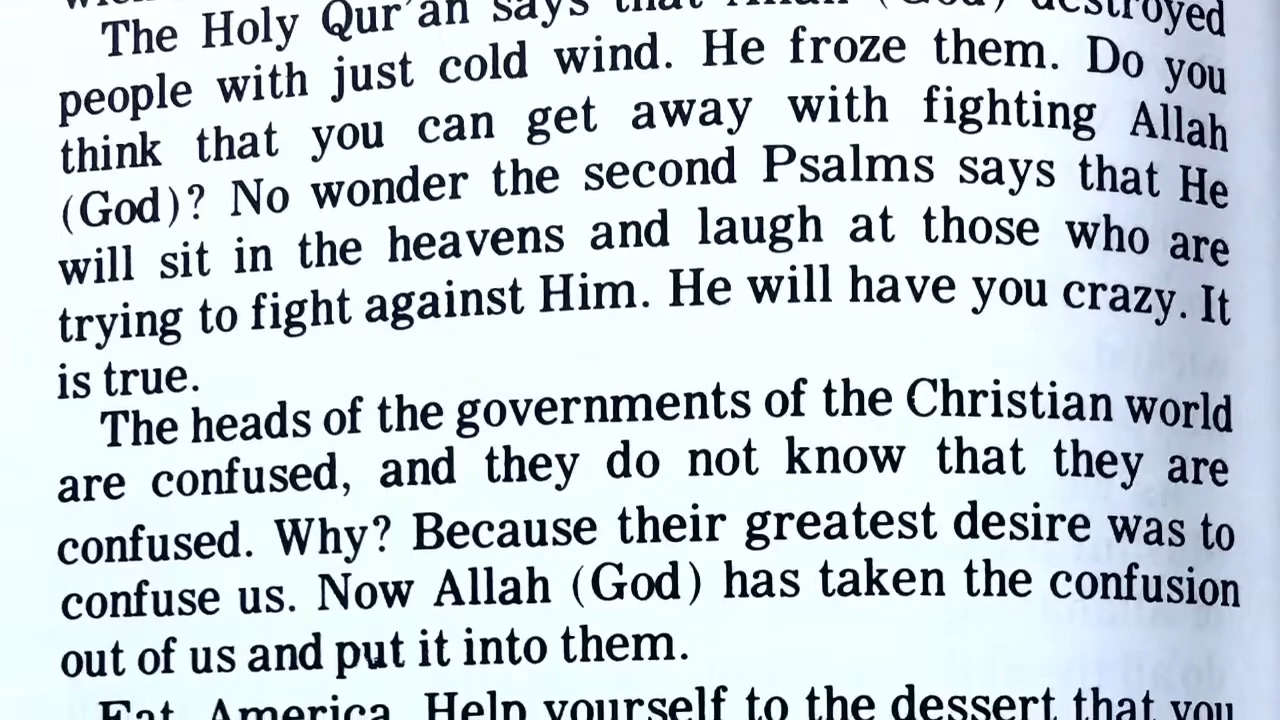 The Holy Qur'an says that Allah (God) destroyed
people with just cold wind. He froze them. Do you
think that you can get away with fighting Allah
(God)? No wonder the second Psalms says that He
will sit in the heavens and laugh at those who are
trying to fight against Him. He will have you crazy. It
is true.
The heads of the governments of the Christian world
are confused, and they do not know that they are
confused. Why? Because their greatest desire was to
confuse us. Now Allah (God) has taken the confusion
out of us and put it into them.
Eat, America. Help yourself to the dessert that you